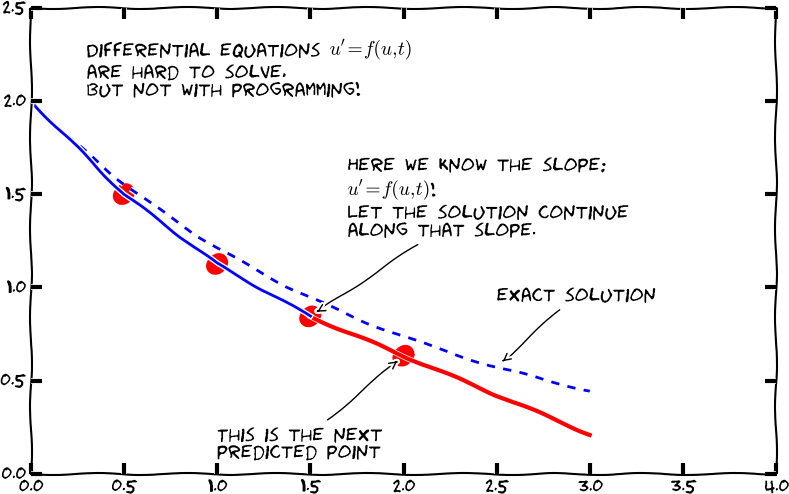 2.5
DIFFERENTIAL EQUATIONS u'=f(u,t)
ARE HARD TO SOLVE.
BUT NOT WITH PROGRAMMING!
2.0
HERE WE KNOW THE SLOPE:
u'=f(u,t)!
LET THE SOLUTION CONTINUE
ALONG THAT SLOPE.
1.5
1.0
EXACT SOLUTION
0.5
THIS IS THE NEXT
PREDICTED POINT
0.0
0.0 0.5 1.0 1.5 2.0 2.5 3.0 3.5 4.0